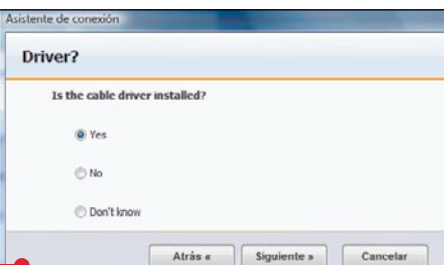 Asistente de conexión
Driver?
Is the cable driver installed?
Yes
No
Don't know
Atrás « Siguiente » Cancelar